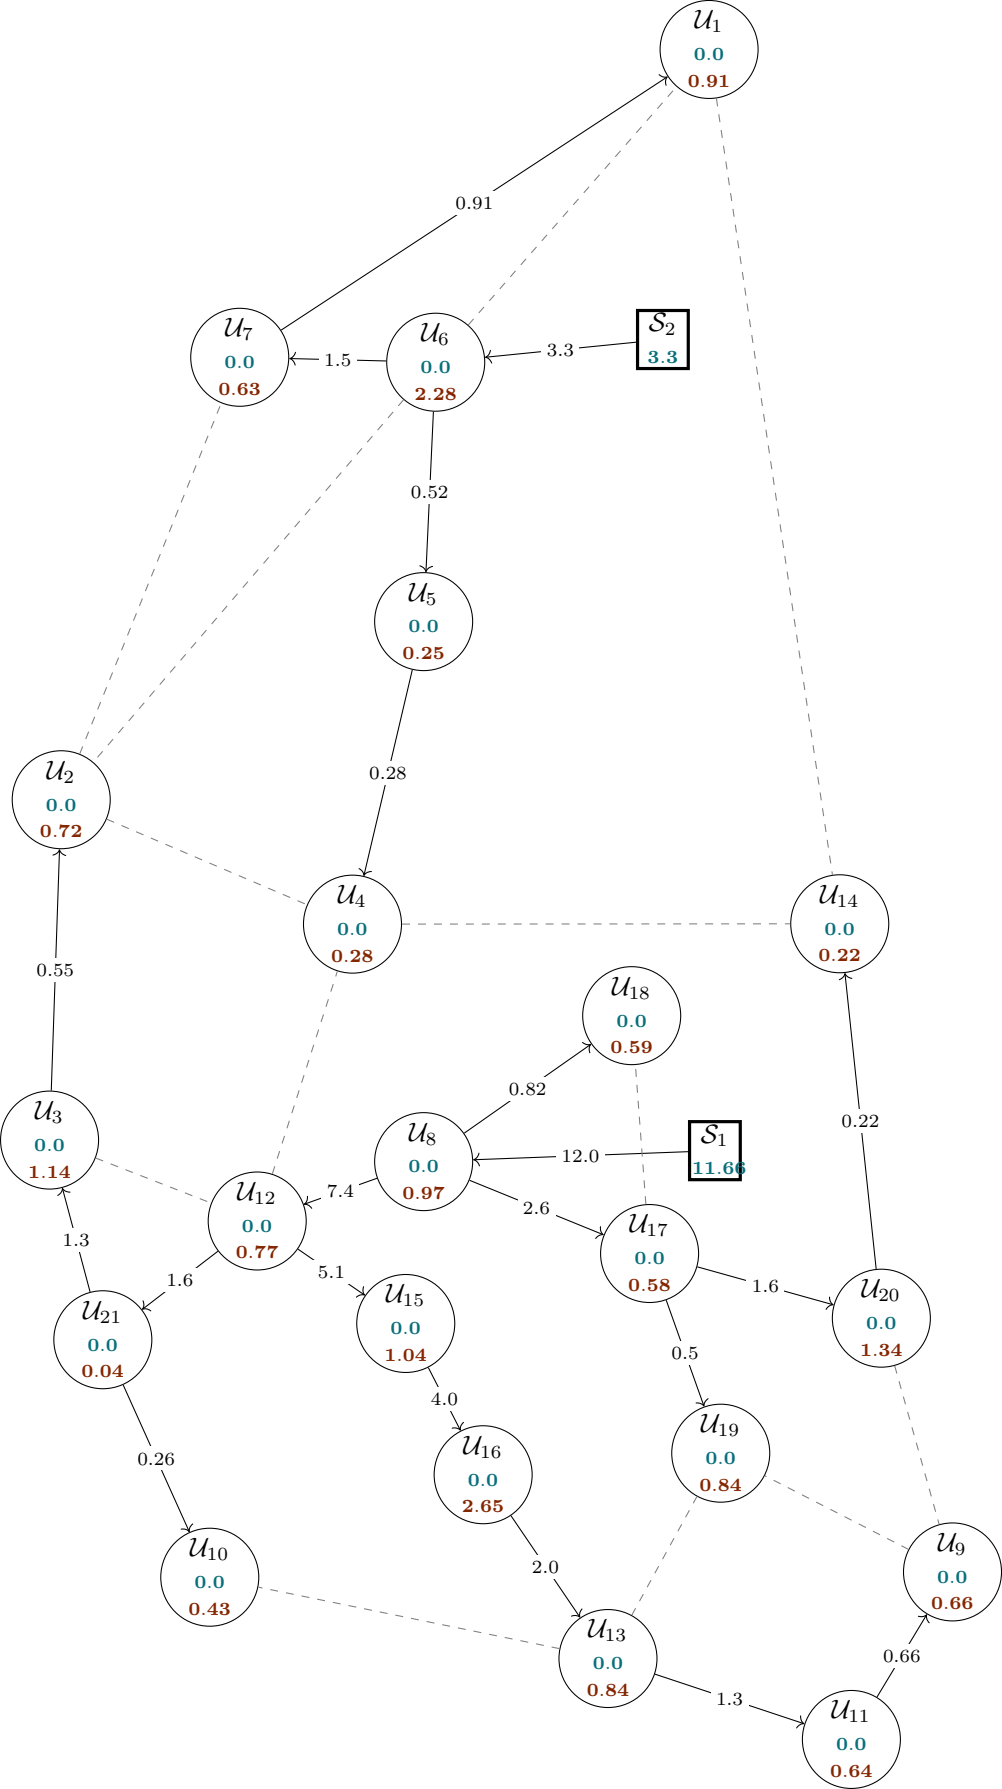 𝒰₁
0.0
0.91
0.91
𝒰₇
0.0
0.63
1.5
𝒰₆
0.0
2.28
3.3
𝒮₂
3.3
0.52
𝒰₅
0.0
0.25
0.28
𝒰₂
0.0
0.72
𝒰₄
0.0
0.28
𝒰₁₄
0.0
0.22
0.55
𝒰₁₈
0.0
0.59
0.82
0.22
𝒰₃
0.0
1.14
𝒰₈
0.0
0.97
12.0
𝒮₁
11.66
7.4
2.6
𝒰₁₂
0.0
0.77
𝒰₁₇
0.0
0.58
1.3
1.6
5.1
1.6
𝒰₂₁
0.0
0.04
𝒰₁₅
0.0
1.04
𝒰₂₀
0.0
1.34
0.5
4.0
𝒰₁₉
0.0
0.84
0.26
𝒰₁₆
0.0
2.65
𝒰₁₀
0.0
0.43
2.0
𝒰₉
0.0
0.66
𝒰₁₃
0.0
0.84
0.66
1.3
𝒰₁₁
0.0
0.64